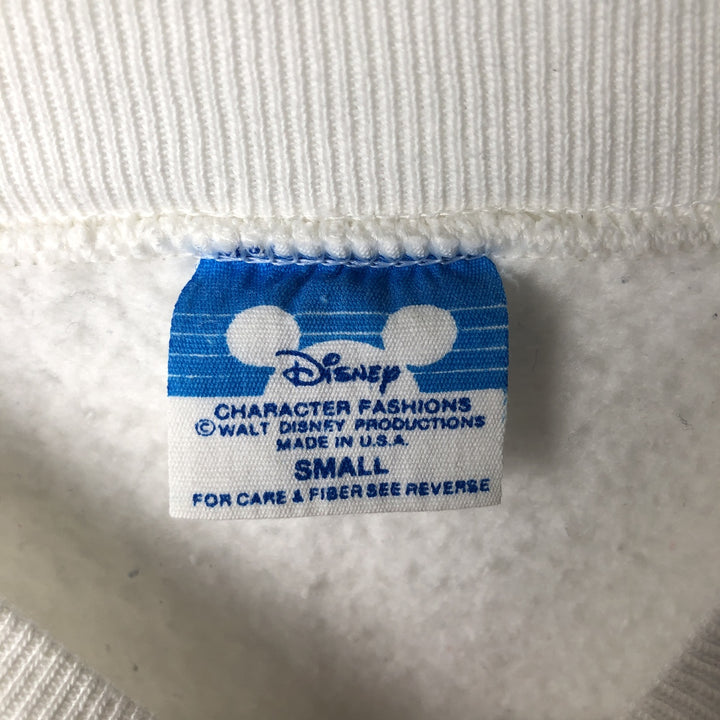 Disney
CHARACTER FASHIONS
©WALT DISNEY PRODUCTIONS
MADE IN U.S.A.
SMALL
FOR CARE & FIBER SEE REVERSE